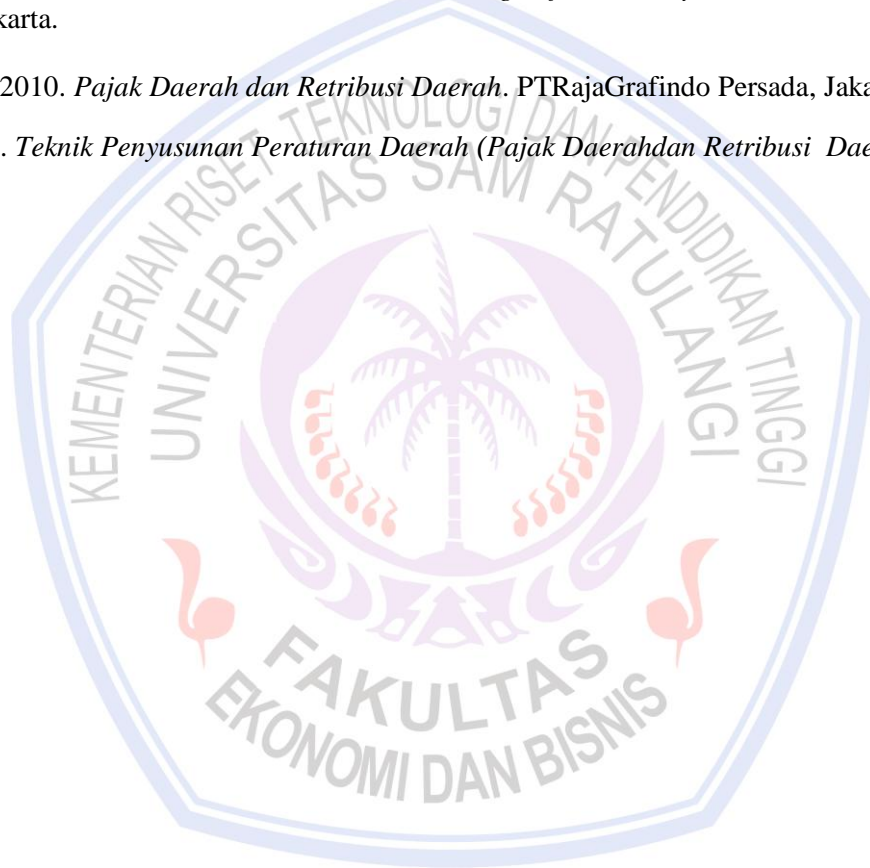 karta.
2010. Pajak Daerah dan Retribusi Daerah. PTRajaGrafindo Persada, Jaka
. Teknik Penyusunan Peraturan Daerah (Pajak Daerahdan Retribusi Dae
KEMENTERIAN RISET TEKNOLOGI DAN PENDIDIKAN TINGGI
UNIVERSITAS SAM RATULANGI
FAKULTAS
EKONOMI DAN BISNIS